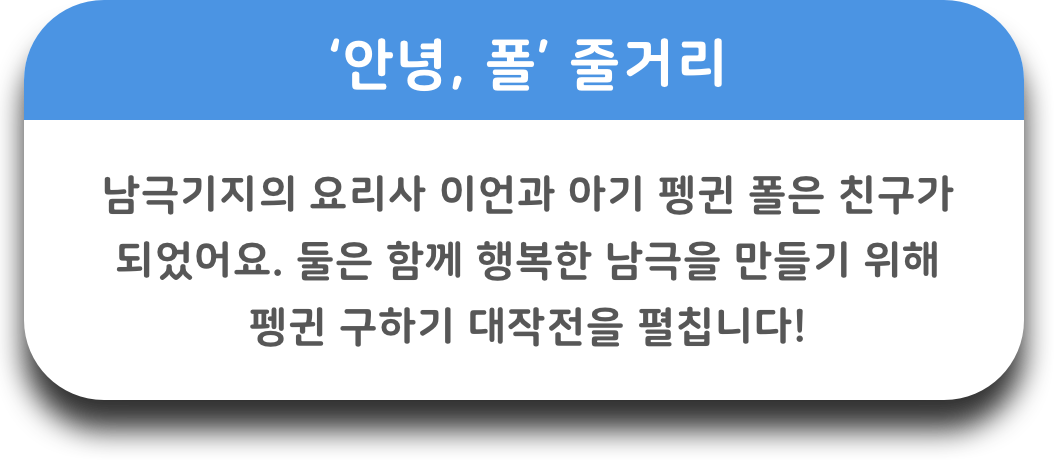 ‘안녕, 폴’ 줄거리
남극기지의 요리사 이언과 아기 펭귄 폴은 친구가
되었어요. 둘은 함께 행복한 남극을 만들기 위해
펭귄 구하기 대작전을 펼칩니다!